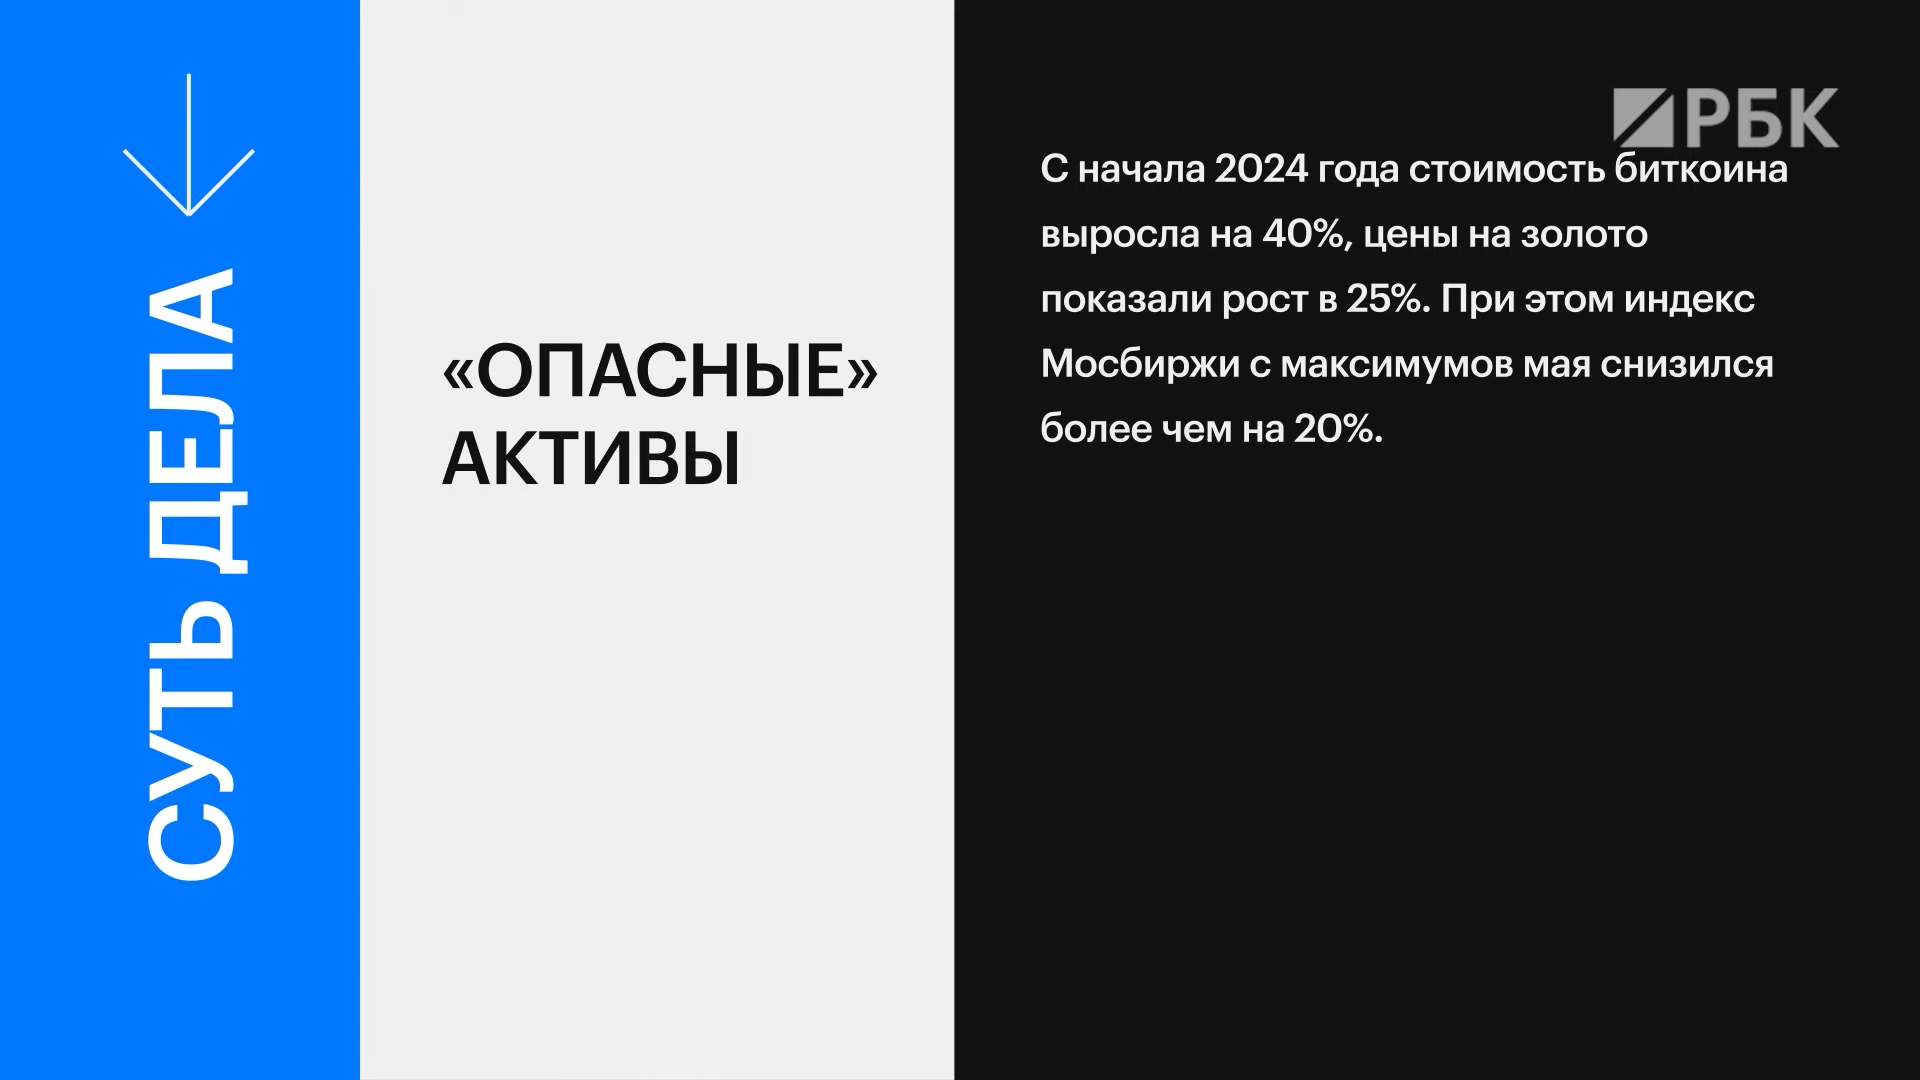 СУТЬ ДЕЛА
«ОПАСНЫЕ»
АКТИВЫ
РБК
С начала 2024 года стоимость биткоина
выросла на 40%, цены на золото
показали рост в 25%. При этом индекс
Мосбиржи с максимумов мая снизился
более чем на 20%.